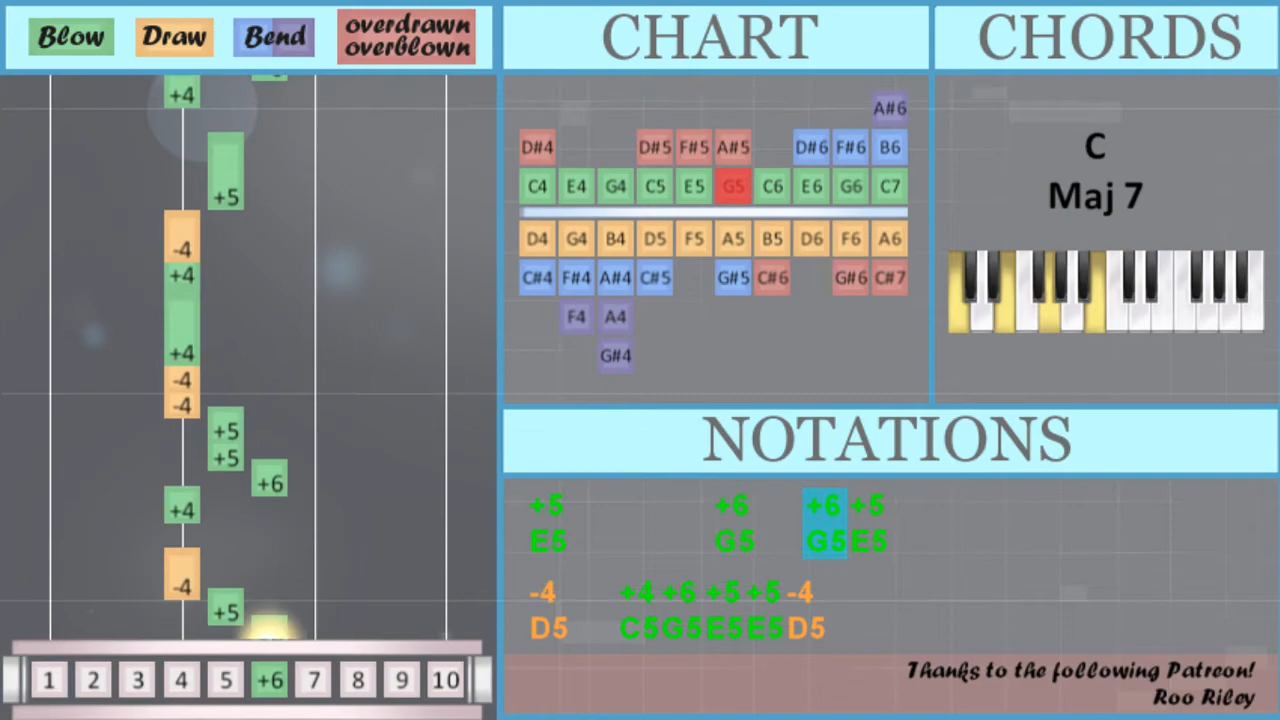 Blow Draw Bend overdrawn
overblown
CHART
CHORDS
+4
+5
-4
+4
+4
-4
-4
+5
+5
+6
+4
-4
+5
1 2 3 4 5 +6 7 8 9 10
A#6
D#4 D#5 F#5 A#5 D#6 F#6 B6
C4 E4 G4 C5 E5 G5 C6 E6 G6 C7
D4 G4 B4 D5 F5 A5 B5 D6 F6 A6
C#4 F#4 A#4 C#5 G#5 C#6 G#6 C#7
F4 A4
G#4
C
Maj 7
NOTATIONS
+5 +6 +6 +5
E5 G5 G5 E5
-4 +4 +6 +5 +5 -4
D5 C5 G5 E5 E5 D5
Thanks to the following Patreon!
Roo Riley